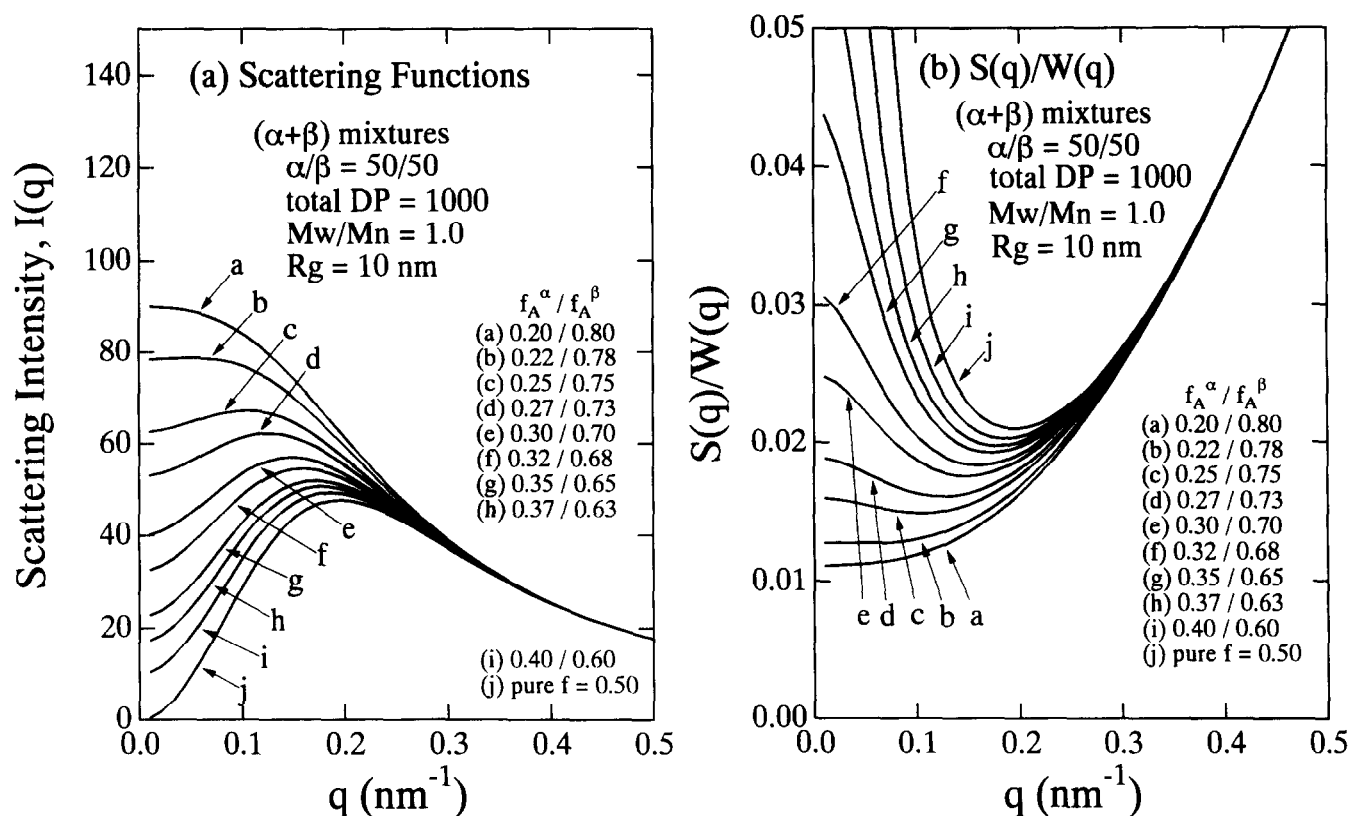 (a) Scattering Functions
(α+β) mixtures
α/β = 50/50
total DP = 1000
Mw/Mn = 1.0
Rg = 10 nm
f_A^α / f_A^β
(a) 0.20 / 0.80
(b) 0.22 / 0.78
(c) 0.25 / 0.75
(d) 0.27 / 0.73
(e) 0.30 / 0.70
(f) 0.32 / 0.68
(g) 0.35 / 0.65
(h) 0.37 / 0.63
(i) 0.40 / 0.60
(j) pure f = 0.50
a
b
c
d
e
f
g
h
i
j
Scattering Intensity, I(q)
140
120
100
80
60
40
20
0
0.0 0.1 0.2 0.3 0.4 0.5
q (nm⁻¹)
(b) S(q)/W(q)
(α+β) mixtures
α/β = 50/50
total DP = 1000
Mw/Mn = 1.0
Rg = 10 nm
f
g
h
i
j
f_A^α / f_A^β
(a) 0.20 / 0.80
(b) 0.22 / 0.78
(c) 0.25 / 0.75
(d) 0.27 / 0.73
(e) 0.30 / 0.70
(f) 0.32 / 0.68
(g) 0.35 / 0.65
(h) 0.37 / 0.63
(i) 0.40 / 0.60
(j) pure f = 0.50
e d c b a
S(q)/W(q)
0.05
0.04
0.03
0.02
0.01
0.00
0.0 0.1 0.2 0.3 0.4 0.5
q (nm⁻¹)